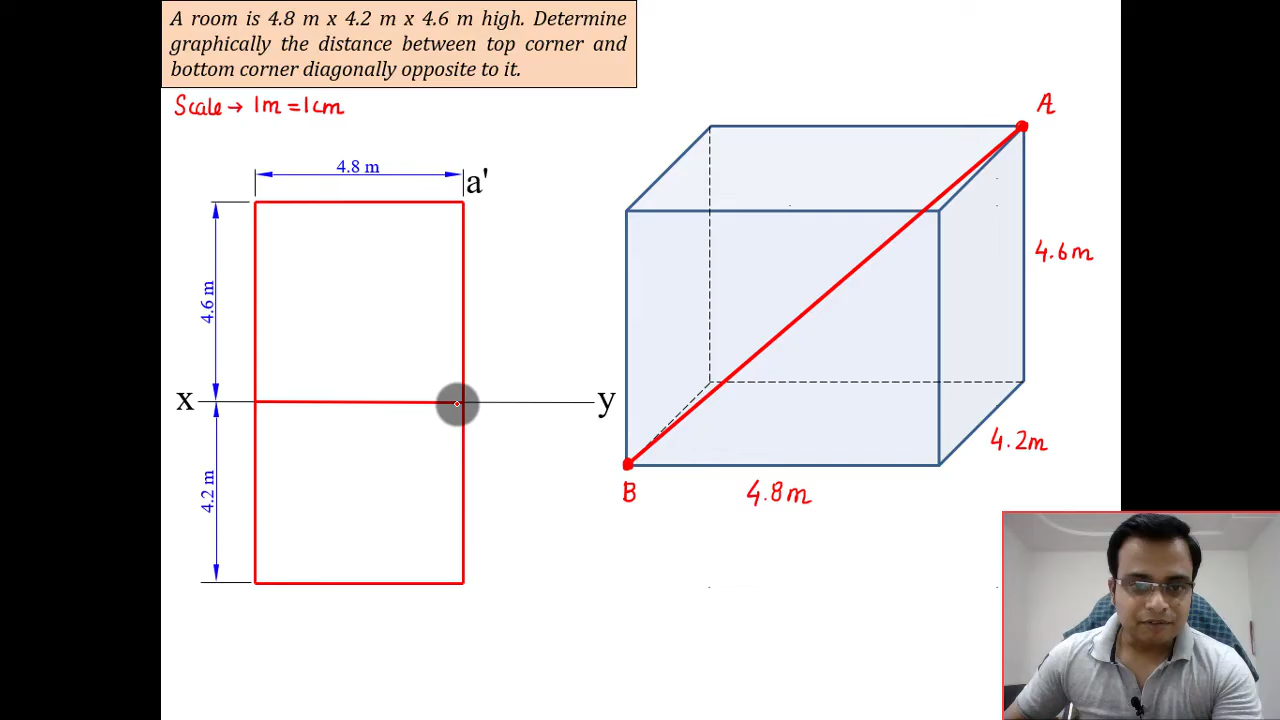 A room is 4.8 m x 4.2 m x 4.6 m high. Determine
graphically the distance between top corner and
bottom corner diagonally opposite to it.
Scale → 1m = 1cm
4.8 m
a'
4.6 m
x
y
4.2 m
A
4.6m
4.2m
B
4.8m